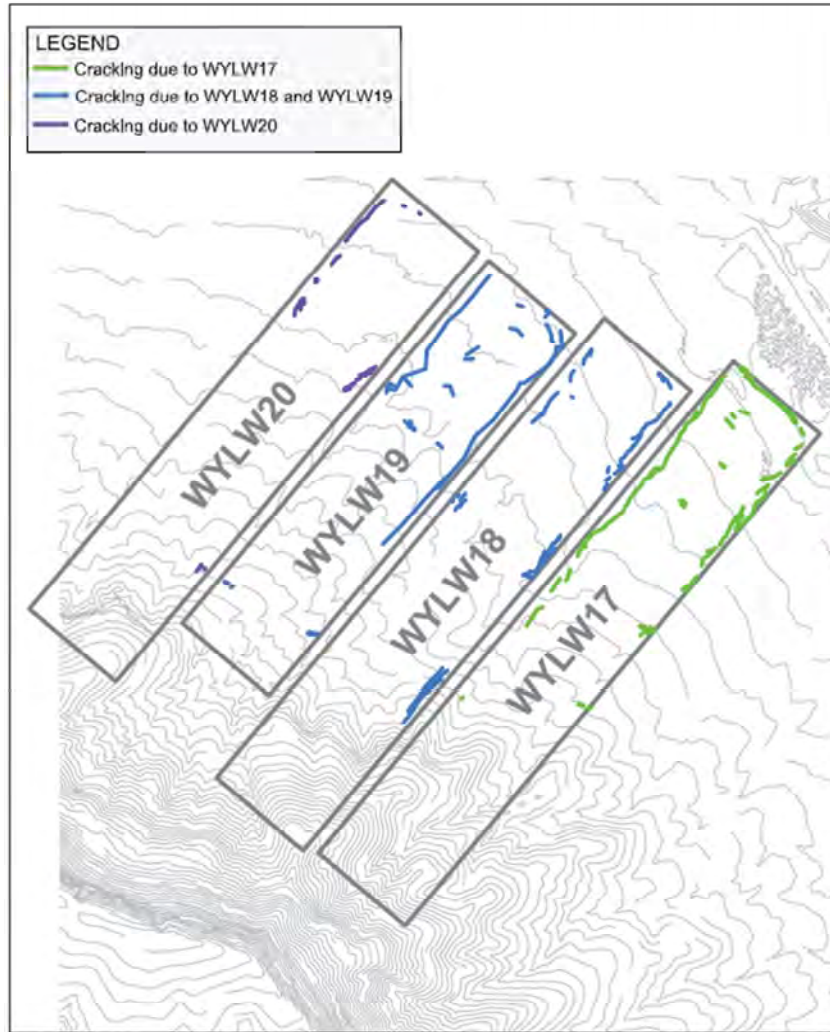 LEGEND
Cracking due to WYLW17
Cracking due to WYLW18 and WYLW19
Cracking due to WYLW20
WYLW20
WYLW19
WYLW18
WYLW17